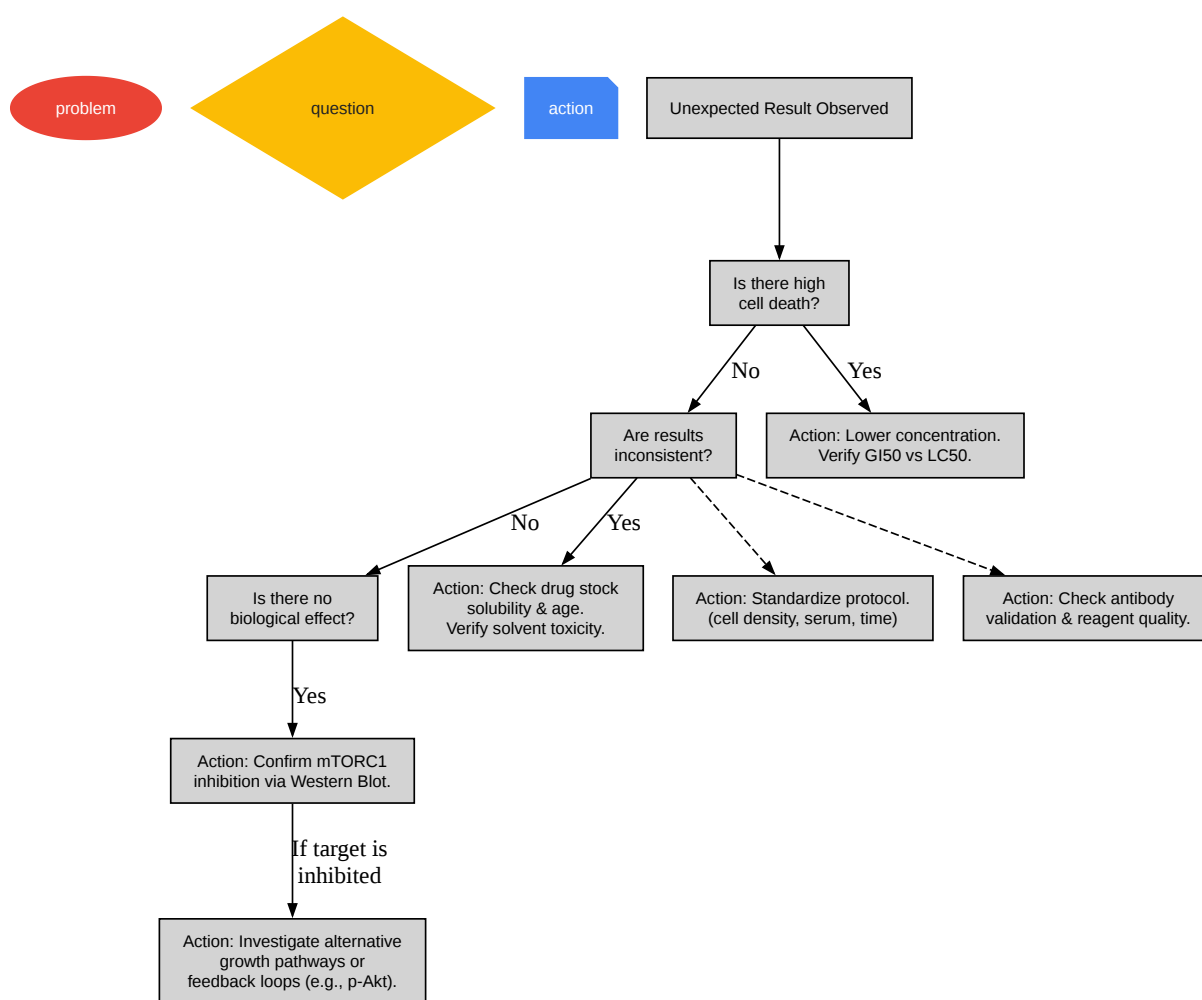 problem
question
action
Unexpected Result Observed
Is there high
cell death?
No
Yes
Are results
inconsistent?
Action: Lower concentration.
Verify GI50 vs LC50.
No
Yes
Is there no
biological effect?
Action: Check drug stock
solubility & age.
Verify solvent toxicity.
Action: Standardize protocol.
(cell density, serum, time)
Action: Check antibody
validation & reagent quality.
Yes
Action: Confirm mTORC1
inhibition via Western Blot.
If target is
inhibited
Action: Investigate alternative
growth pathways or
feedback loops (e.g., p-Akt).